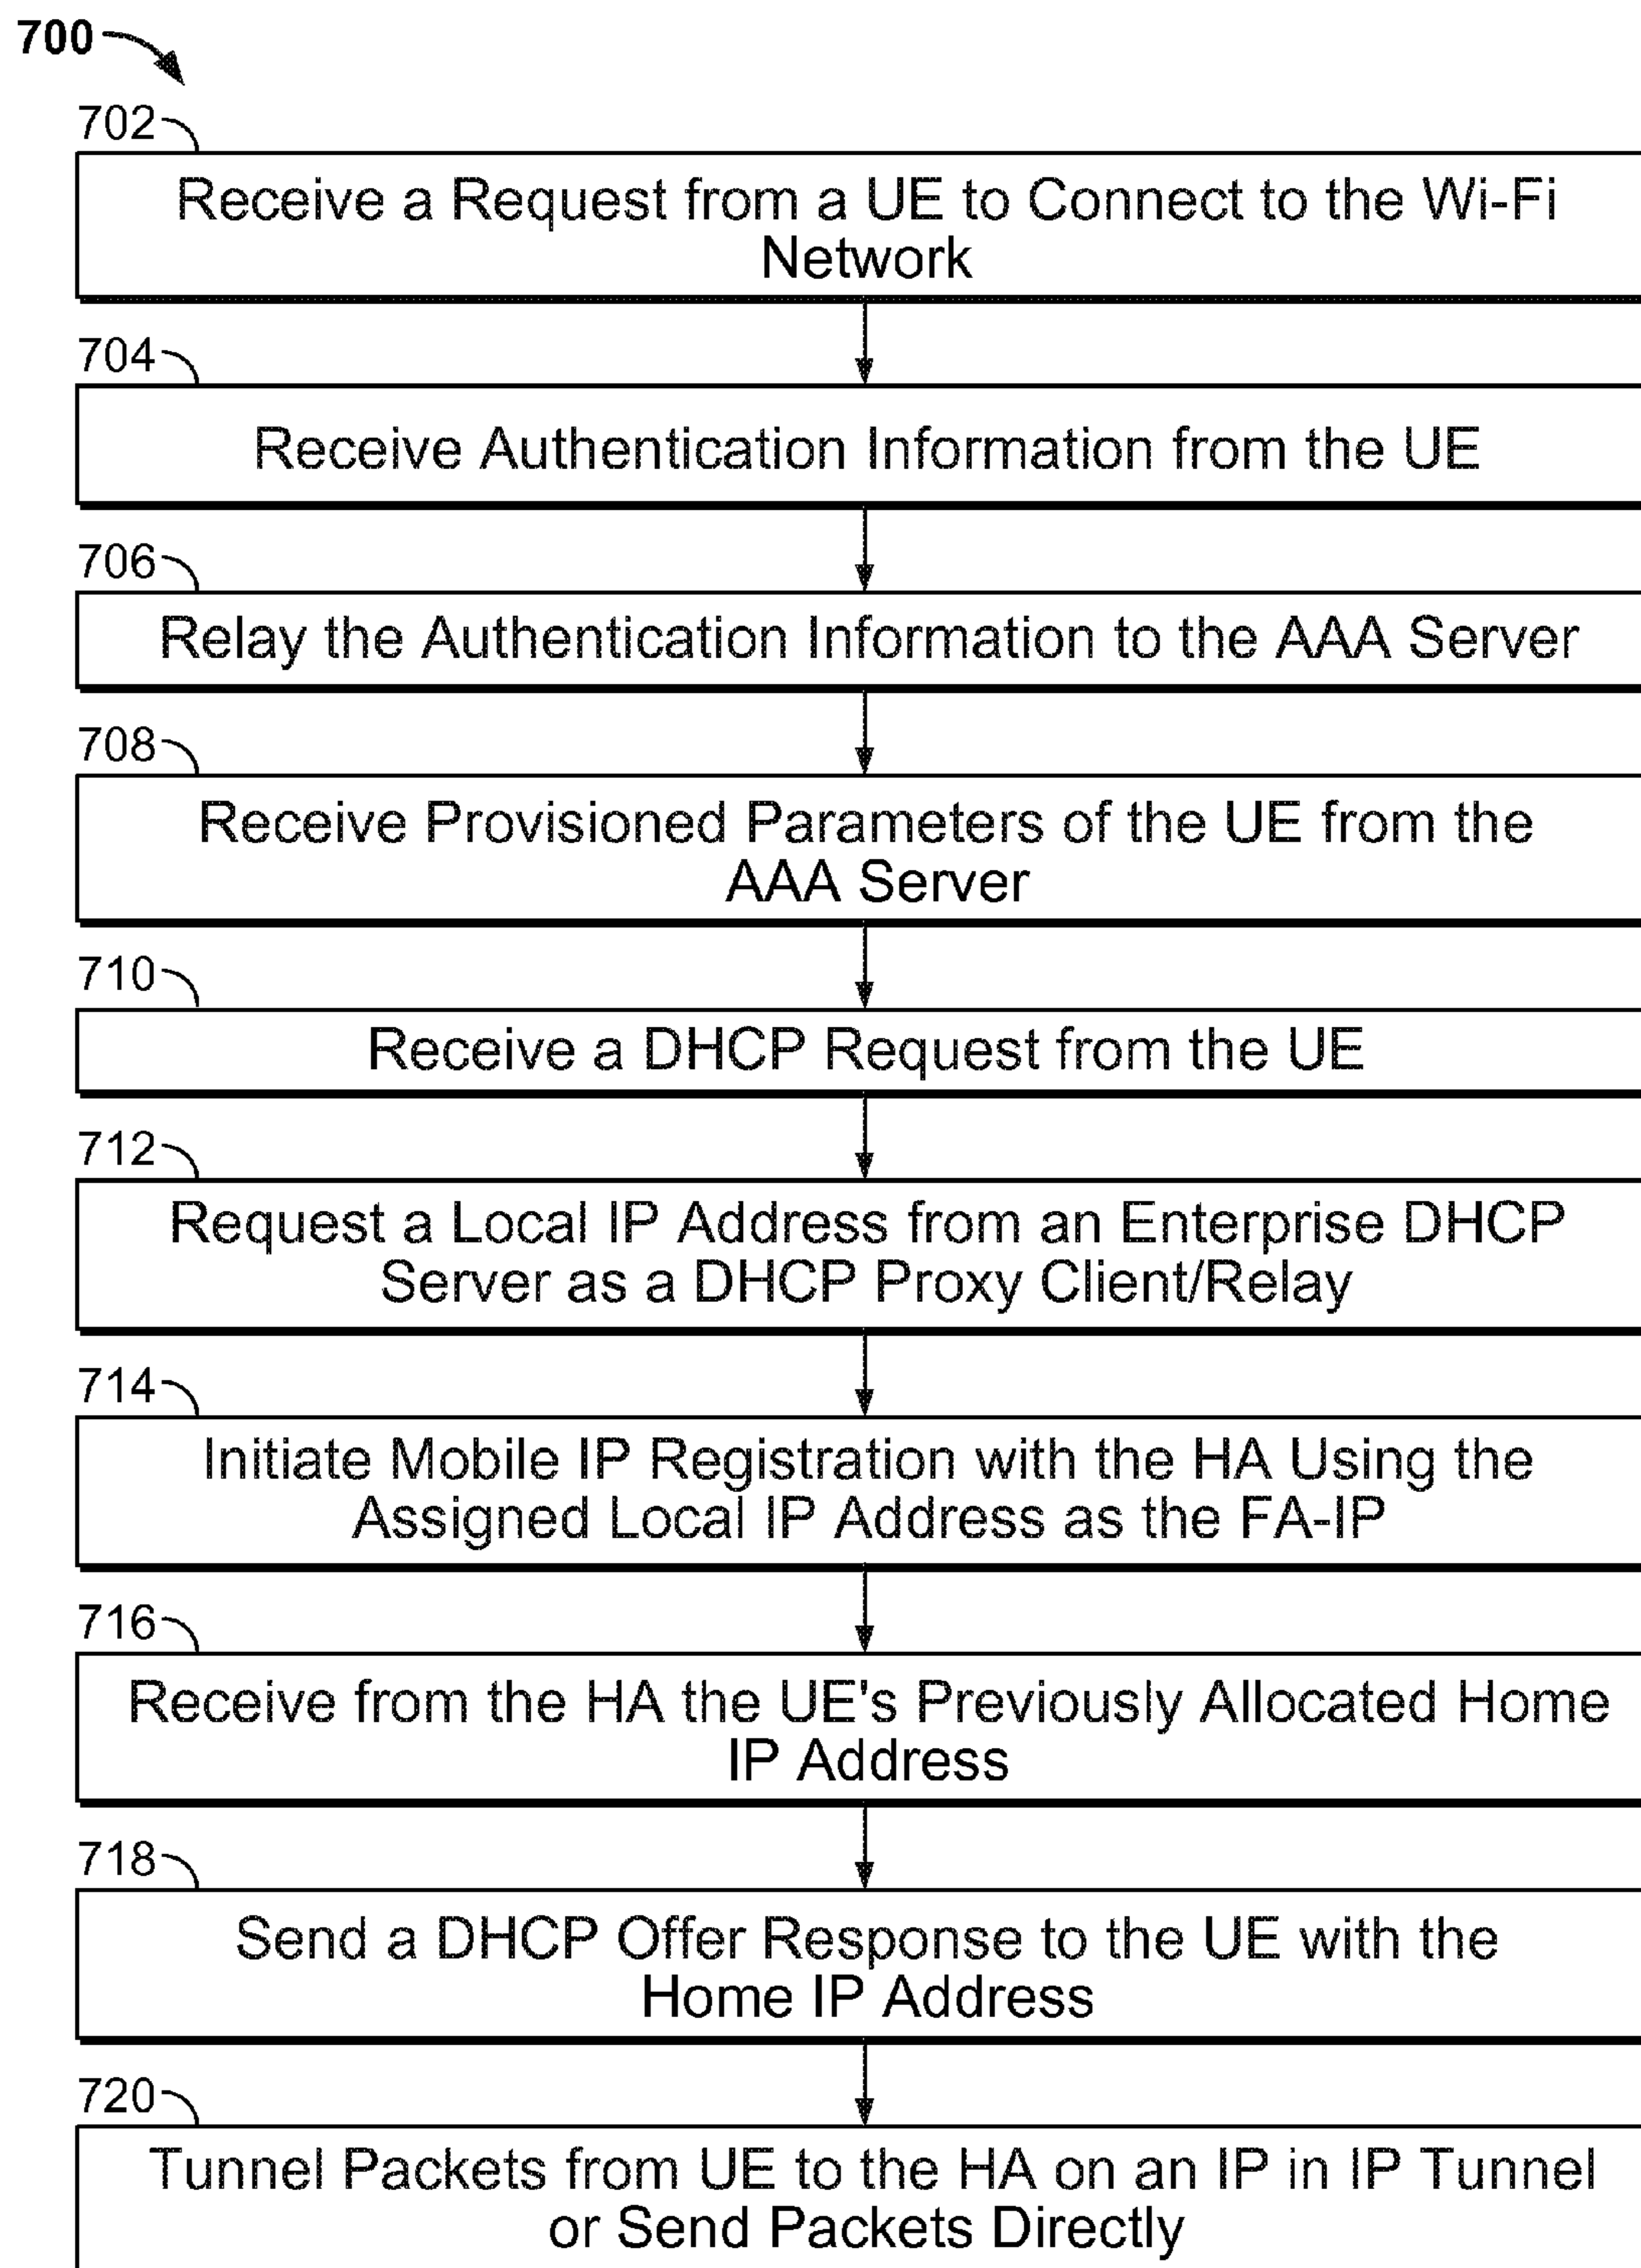 700
702
Receive a Request from a UE to Connect to the Wi-Fi
Network
704
Receive Authentication Information from the UE
706
Relay the Authentication Information to the AAA Server
708
Receive Provisioned Parameters of the UE from the
AAA Server
710
Receive a DHCP Request from the UE
712
Request a Local IP Address from an Enterprise DHCP
Server as a DHCP Proxy Client/Relay
714
Initiate Mobile IP Registration with the HA Using the
Assigned Local IP Address as the FA-IP
716
Receive from the HA the UE's Previously Allocated Home
IP Address
718
Send a DHCP Offer Response to the UE with the
Home IP Address
720
Tunnel Packets from UE to the HA on an IP in IP Tunnel
or Send Packets Directly